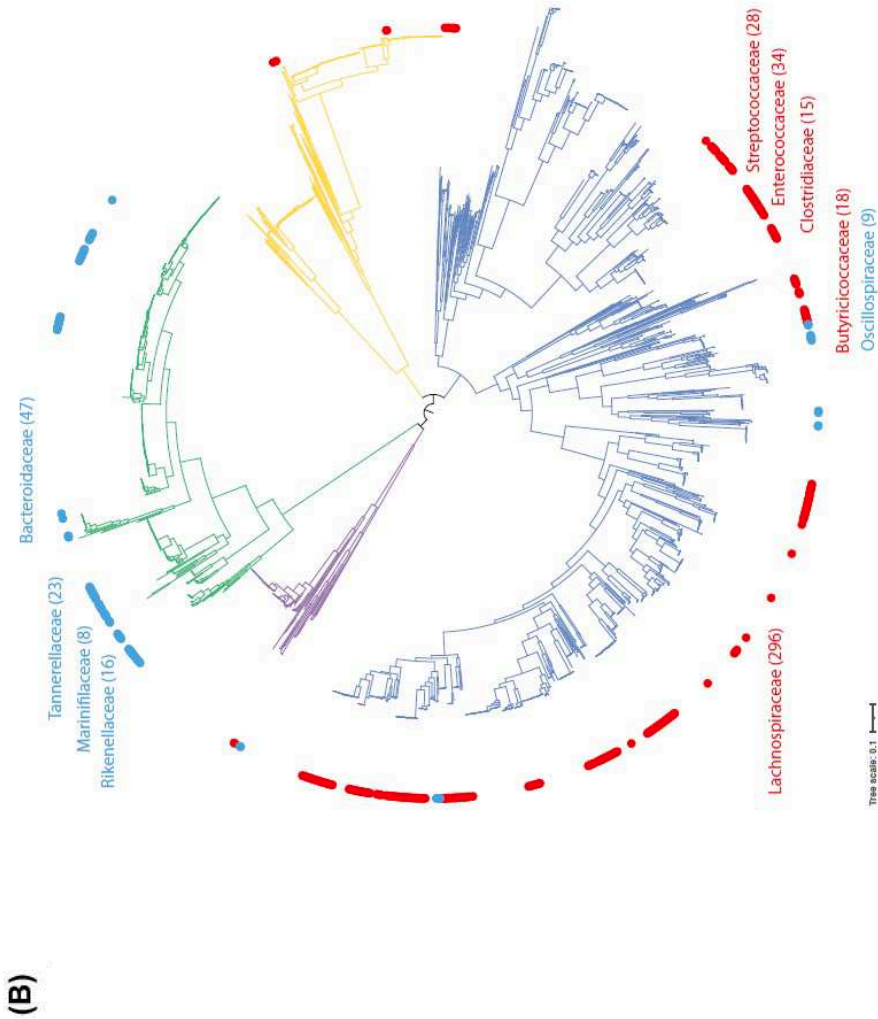 (B)
Bacteroidaceae (47)
Tannerellaceae (23)
Marinifilaceae (8)
Rikenellaceae (16)
Streptococcaceae (28)
Enterococcaceae (34)
Clostridiaceae (15)
Butyricicoccaceae (18)
Oscillospiraceae (9)
Lachnospiraceae (296)
Tree scale: 0.1